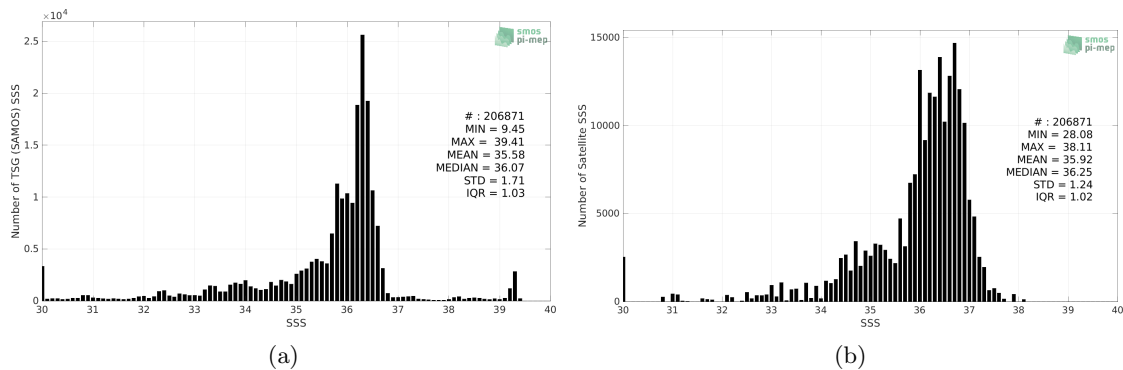 ×10⁴
2.5
2
1.5
1
0.5
0
Number of TSG (SAMOS) SSS
smos
pi-mep
# : 206871
MIN = 9.45
MAX = 39.41
MEAN = 35.58
MEDIAN = 36.07
STD = 1.71
IQR = 1.03
30 31 32 33 34 35 36 37 38 39 40
SSS
(a)
15000
10000
5000
0
Number of Satellite SSS
smos
pi-mep
# : 206871
MIN = 28.08
MAX = 38.11
MEAN = 35.92
MEDIAN = 36.25
STD = 1.24
IQR = 1.02
30 31 32 33 34 35 36 37 38 39 40
SSS
(b)